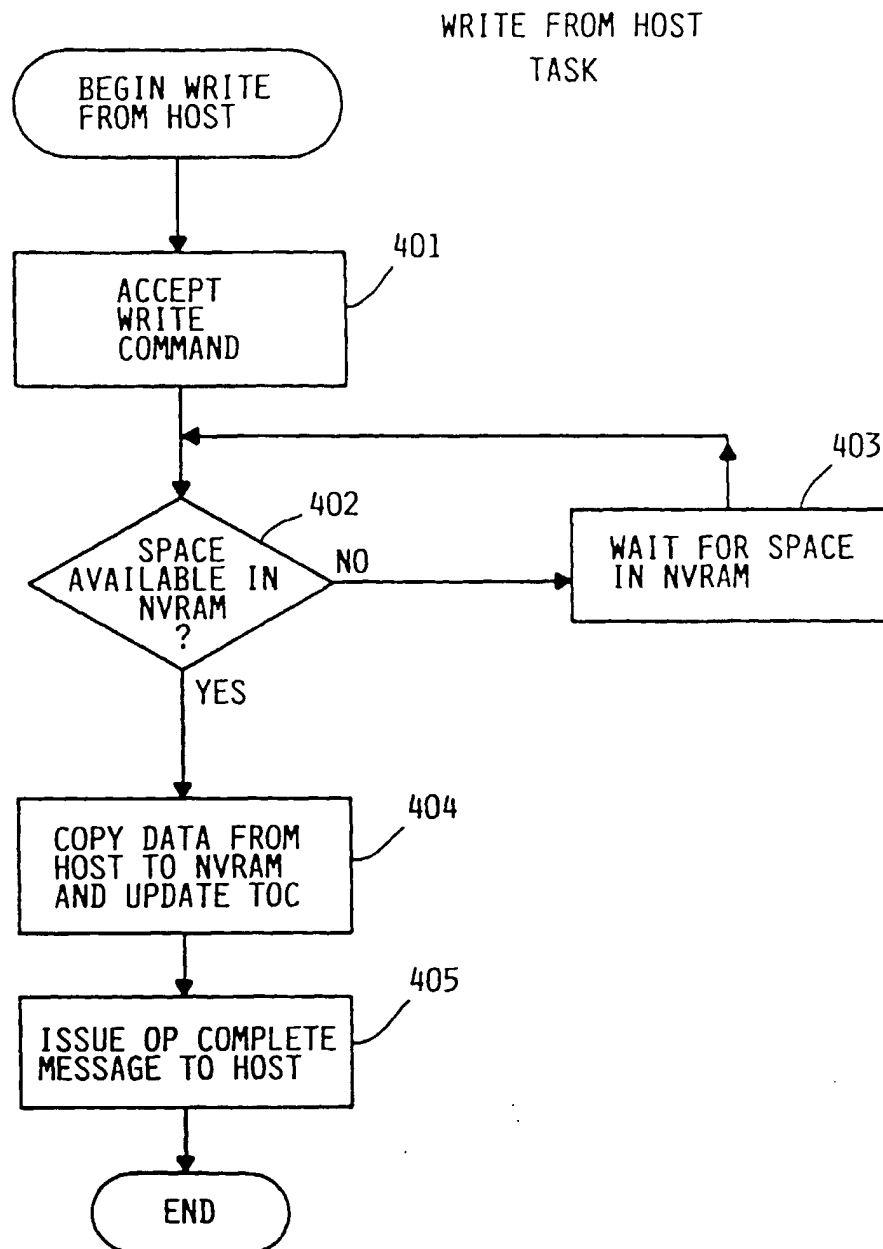 WRITE FROM HOST
TASK
BEGIN WRITE
FROM HOST
401
ACCEPT
WRITE
COMMAND
403
402
SPACE
AVAILABLE IN
NVRAM
?
NO
WAIT FOR SPACE
IN NVRAM
YES
404
COPY DATA FROM
HOST TO NVRAM
AND UPDATE TOC
405
ISSUE OP COMPLETE
MESSAGE TO HOST
END